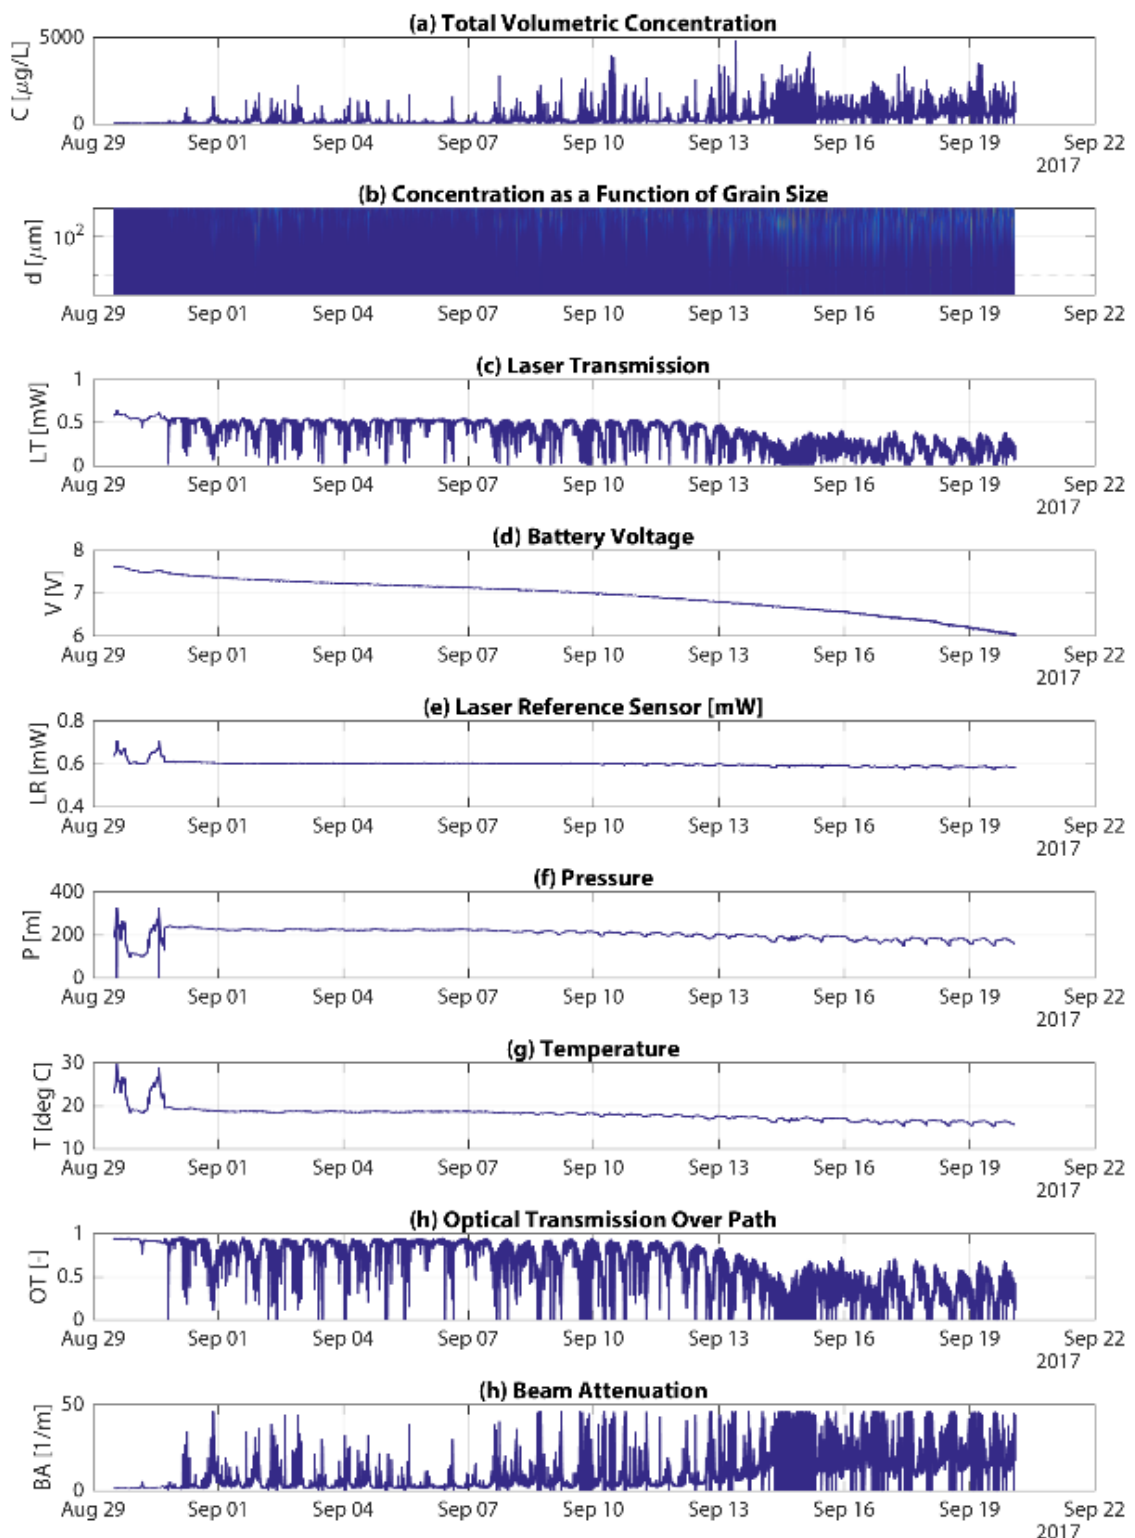 (a) Total Volumetric Concentration
C [μg/L]
5000
0
Aug 29 Sep 01 Sep 04 Sep 07 Sep 10 Sep 13 Sep 16 Sep 19 Sep 22
2017
(b) Concentration as a Function of Grain Size
d [μm]
10²
Aug 29 Sep 01 Sep 04 Sep 07 Sep 10 Sep 13 Sep 16 Sep 19 Sep 22
(c) Laser Transmission
LT [mW]
1
0.5
0
Aug 29 Sep 01 Sep 04 Sep 07 Sep 10 Sep 13 Sep 16 Sep 19 Sep 22
2017
(d) Battery Voltage
V [V]
8
7
6
Aug 29 Sep 01 Sep 04 Sep 07 Sep 10 Sep 13 Sep 16 Sep 19 Sep 22
2017
(e) Laser Reference Sensor [mW]
LR [mW]
0.8
0.6
0.4
Aug 29 Sep 01 Sep 04 Sep 07 Sep 10 Sep 13 Sep 16 Sep 19 Sep 22
2017
(f) Pressure
P [m]
400
200
0
Aug 29 Sep 01 Sep 04 Sep 07 Sep 10 Sep 13 Sep 16 Sep 19 Sep 22
2017
(g) Temperature
T [deg C]
30
20
10
Aug 29 Sep 01 Sep 04 Sep 07 Sep 10 Sep 13 Sep 16 Sep 19 Sep 22
2017
(h) Optical Transmission Over Path
OT [-]
1
0.5
0
Aug 29 Sep 01 Sep 04 Sep 07 Sep 10 Sep 13 Sep 16 Sep 19 Sep 22
2017
(h) Beam Attenuation
BA [1/m]
50
0
Aug 29 Sep 01 Sep 04 Sep 07 Sep 10 Sep 13 Sep 16 Sep 19 Sep 22
2017